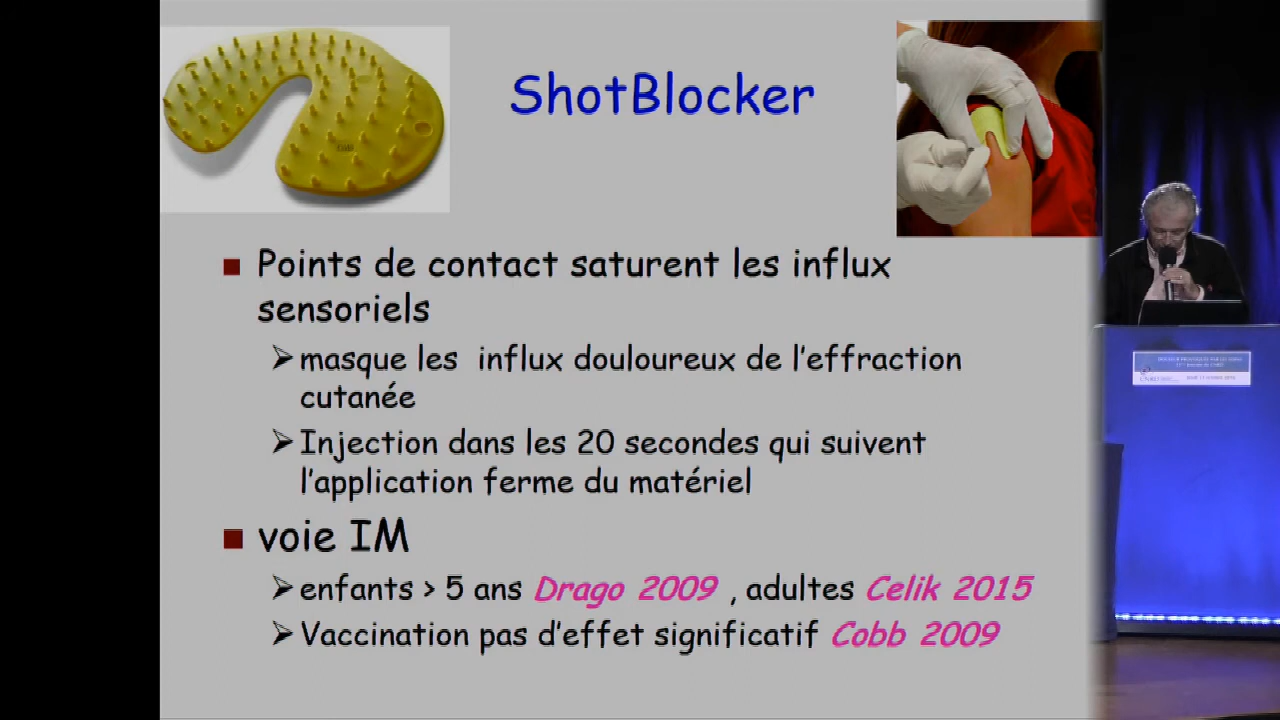 ShotBlocker
Points de contact saturent les influx
sensoriels
masque les influx douloureux de l'effraction
cutanée
Injection dans les 20 secondes qui suivent
l'application ferme du matériel
voie IM
enfants > 5 ans Drago 2009 , adultes Celik 2015
Vaccination pas d'effet significatif Cobb 2009